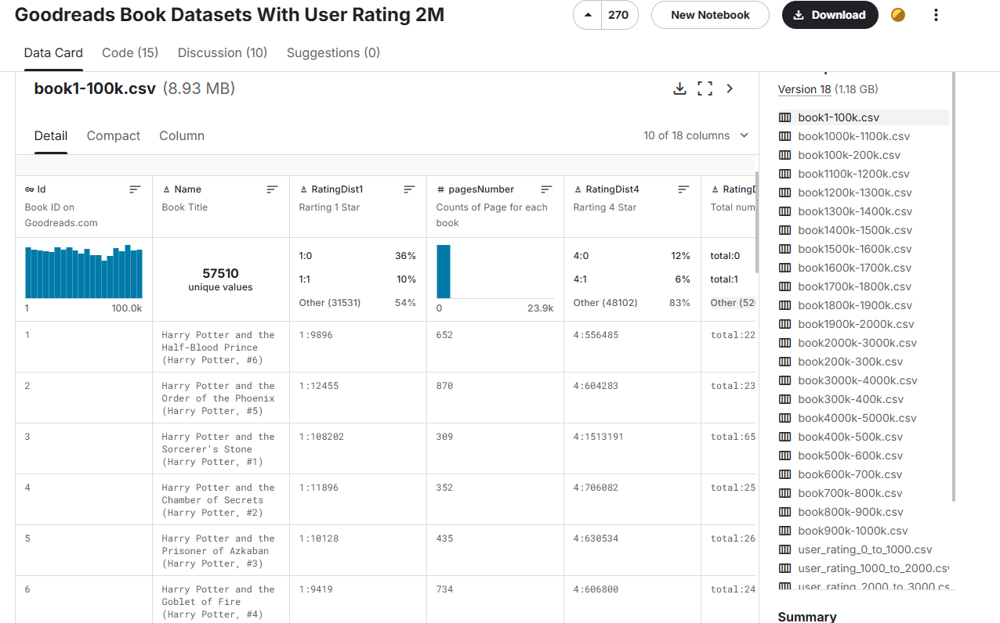 Goodreads Book Datasets With User Rating 2M
270
New Notebook
Download
Data Card
Code (15)
Discussion (10)
Suggestions (0)
book1-100k.csv (8.93 MB)
Detail
Compact
Column
10 of 18 columns
Id
Book ID on
Goodreads.com
Name
Book Title
RatingDist1
Rarting 1 Star
# pagesNumber
Counts of Page for each
book
RatingDist4
Rarting 4 Star
Total num
1
100.0k
57510
unique values
1:0 36%
1:1 10%
Other (31531) 54%
0
23.9k
4:0 12%
4:1 6%
Other (48102) 83%
total:0
total:1
Other (52
1
Harry Potter and the
Half-Blood Prince
(Harry Potter, #6)
1:9896
652
4:556485
total:22
2
Harry Potter and the
Order of the Phoenix
(Harry Potter, #5)
1:12455
870
4:604283
total:23
3
Harry Potter and the
Sorcerer's Stone
(Harry Potter, #1)
1:108202
309
4:1513191
total:65
4
Harry Potter and the
Chamber of Secrets
(Harry Potter, #2)
1:11896
352
4:706082
total:25
5
Harry Potter and the
Prisoner of Azkaban
(Harry Potter, #3)
1:10128
435
4:630534
total:26
6
Harry Potter and the
Goblet of Fire
(Harry Potter, #4)
1:9419
734
4:606800
total:24
Version 18 (1.18 GB)
book1-100k.csv
book1000k-1100k.csv
book100k-200k.csv
book1100k-1200k.csv
book1200k-1300k.csv
book1300k-1400k.csv
book1400k-1500k.csv
book1500k-1600k.csv
book1600k-1700k.csv
book1700k-1800k.csv
book1800k-1900k.csv
book1900k-2000k.csv
book2000k-3000k.csv
book200k-300k.csv
book3000k-4000k.csv
book300k-400k.csv
book4000k-5000k.csv
book400k-500k.csv
book500k-600k.csv
book600k-700k.csv
book700k-800k.csv
book800k-900k.csv
book900k-1000k.csv
user_rating_0_to_1000.csv
user_rating_1000_to_2000.csv
user_rating_2000_to_3000.cs
Summary